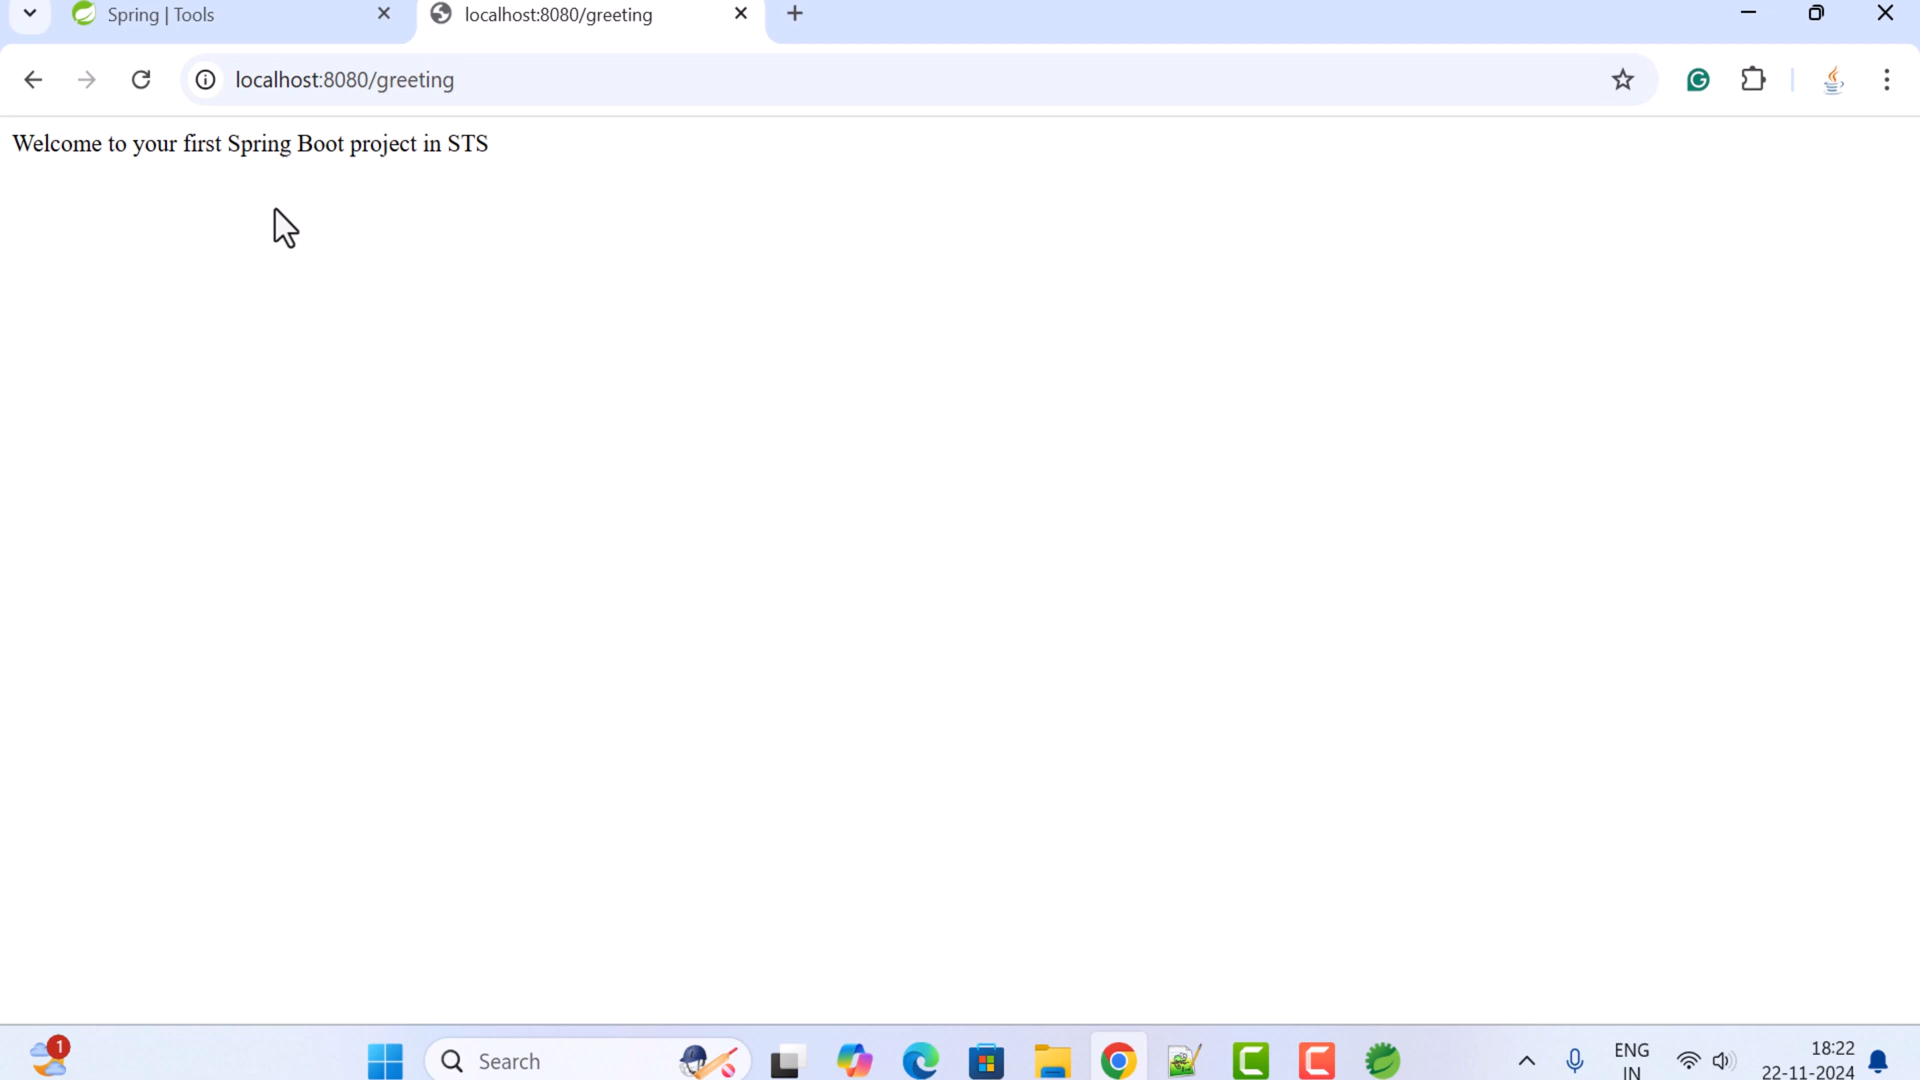 Spring | Tools
localhost:8080/greeting
localhost:8080/greeting
Welcome to your first Spring Boot project in STS
1
Search
ENG
IN
18:22
22-11-2024